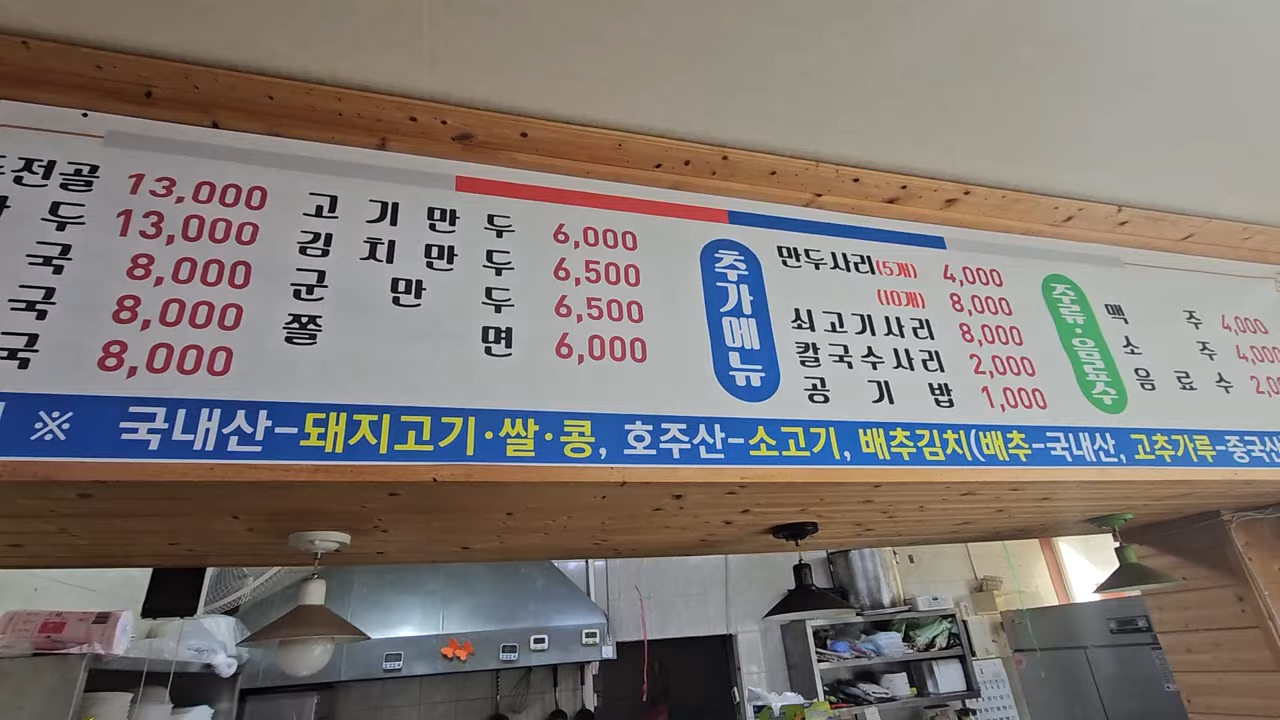 전골 13,000
두 13,000
국 8,000
국 8,000
국 8,000
고기만두 6,000
김치만두 6,500
군만두 6,500
쫄면 6,000
추가메뉴
만두사리(5개) 4,000
(10개) 8,000
쇠고기사리 8,000
칼국수사리 2,000
공기밥 1,000
주류·음료수
맥주 4,000
소주 4,000
음료수
※ 국내산-돼지고기·쌀·콩, 호주산-소고기, 배추김치(배추-국내산, 고추가루-중국산